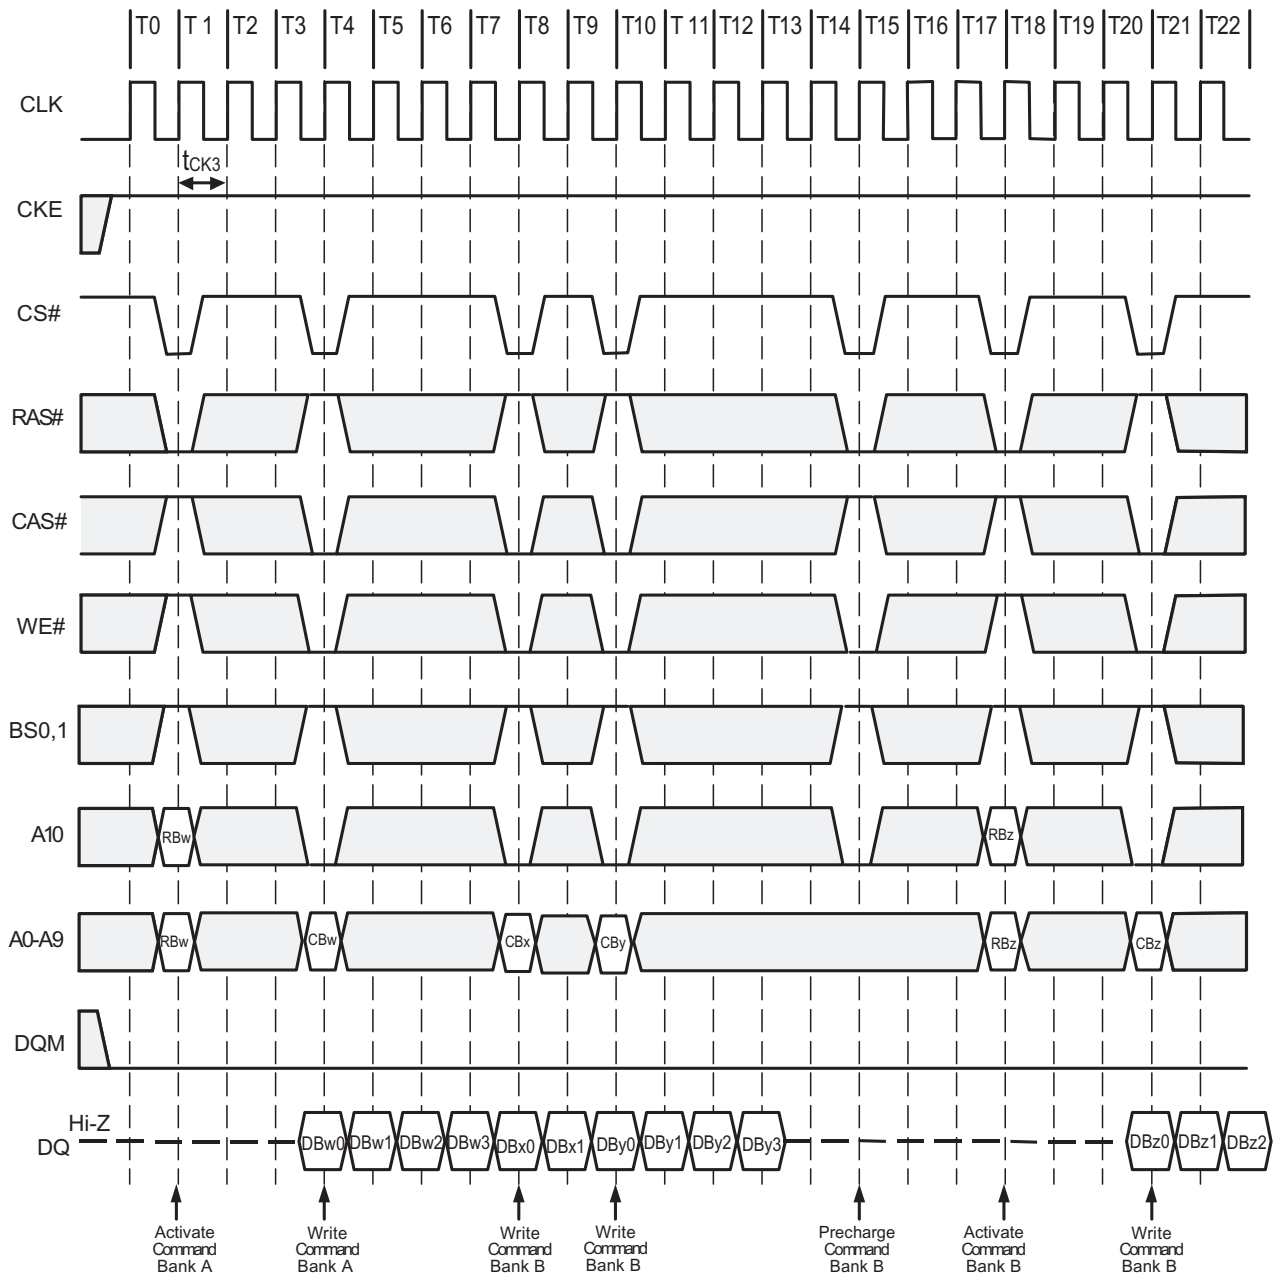 T0 T 1 T2 T3 T4 T5 T6 T7 T8 T9 T10 T 11 T12 T13 T14 T15 T16 T17 T18 T19 T20 T21 T22
CLK
tCK3
CKE
CS#
RAS#
CAS#
WE#
BS0,1
A10
RBw RBz
A0-A9
RBw CBw CBx CBy RBz CBz
DQM
Hi-Z
DQ
DBw0 DBw1 DBw2 DBw3 DBx0 DBx1 DBy0 DBy1 DBy2 DBy3 DBz0 DBz1 DBz2
Activate
Command
Bank A
Write
Command
Bank A
Write
Command
Bank B
Write
Command
Bank B
Precharge
Command
Bank B
Activate
Command
Bank B
Write
Command
Bank B